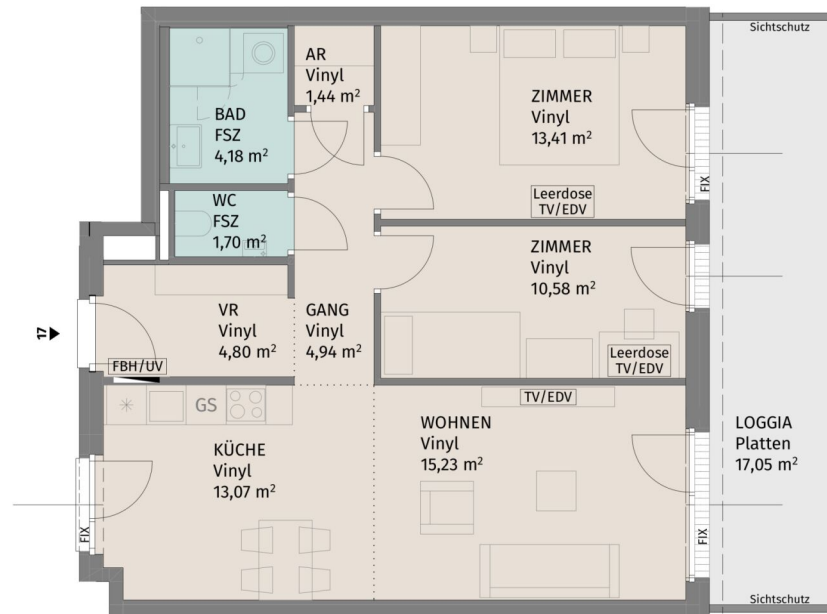 Sichtschutz
AR
Vinyl
1,44 m²
BAD
FSZ
4,18 m²
ZIMMER
Vinyl
13,41 m²
Leerdose
TV/EDV
FIX
WC
FSZ
1,70 m²
ZIMMER
Vinyl
10,58 m²
Leerdose
TV/EDV
17
VR
Vinyl
4,80 m²
GANG
Vinyl
4,94 m²
FBH/UV
GS
TV/EDV
KÜCHE
Vinyl
13,07 m²
WOHNEN
Vinyl
15,23 m²
LOGGIA
Platten
17,05 m²
FIX
FIX
Sichtschutz